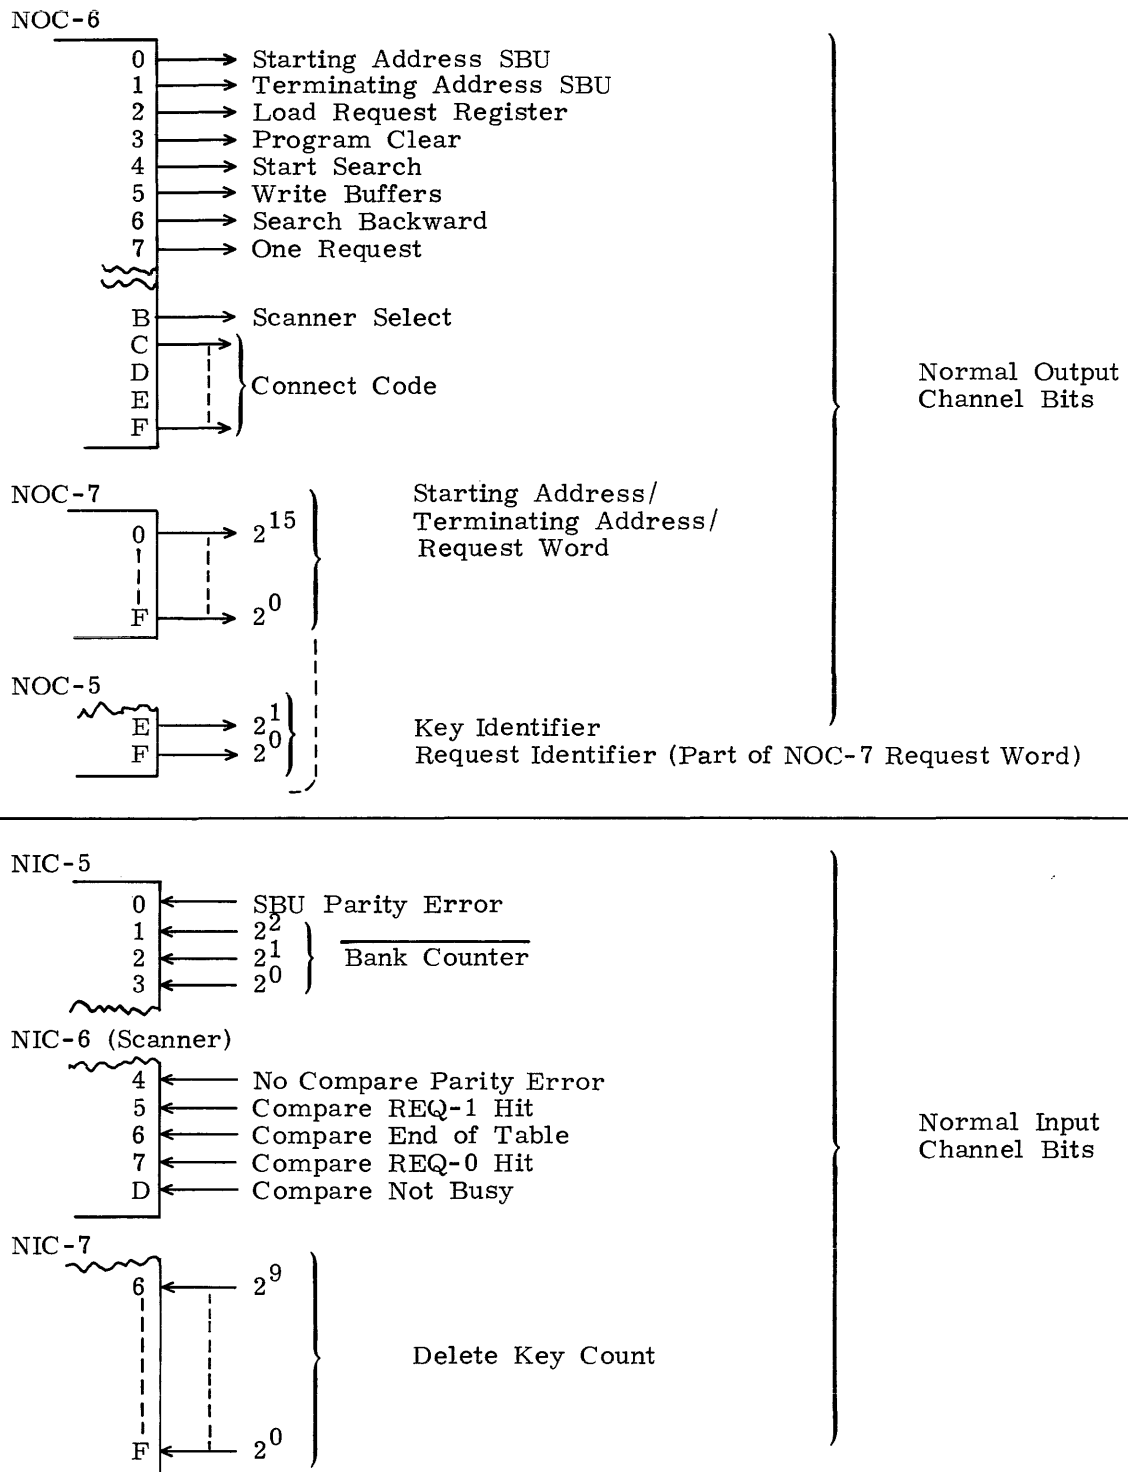 NOC-6
0 Starting Address SBU
1 Terminating Address SBU
2 Load Request Register
3 Program Clear
4 Start Search
5 Write Buffers
6 Search Backward
7 One Request
B Scanner Select
C
D
E
F
Connect Code
Normal Output
Channel Bits
NOC-7
0 2^15
F 2^0
Starting Address/
Terminating Address/
Request Word
NOC-5
E 2^1 Key Identifier
F 2^0 Request Identifier (Part of NOC-7 Request Word)
NIC-5
0 SBU Parity Error
1 2^2
2 2^1
3 2^0
Bank Counter
NIC-6 (Scanner)
4 No Compare Parity Error
5 Compare REQ-1 Hit
6 Compare End of Table
7 Compare REQ-0 Hit
D Compare Not Busy
Normal Input
Channel Bits
NIC-7
6 2^9
Delete Key Count
F 2^0